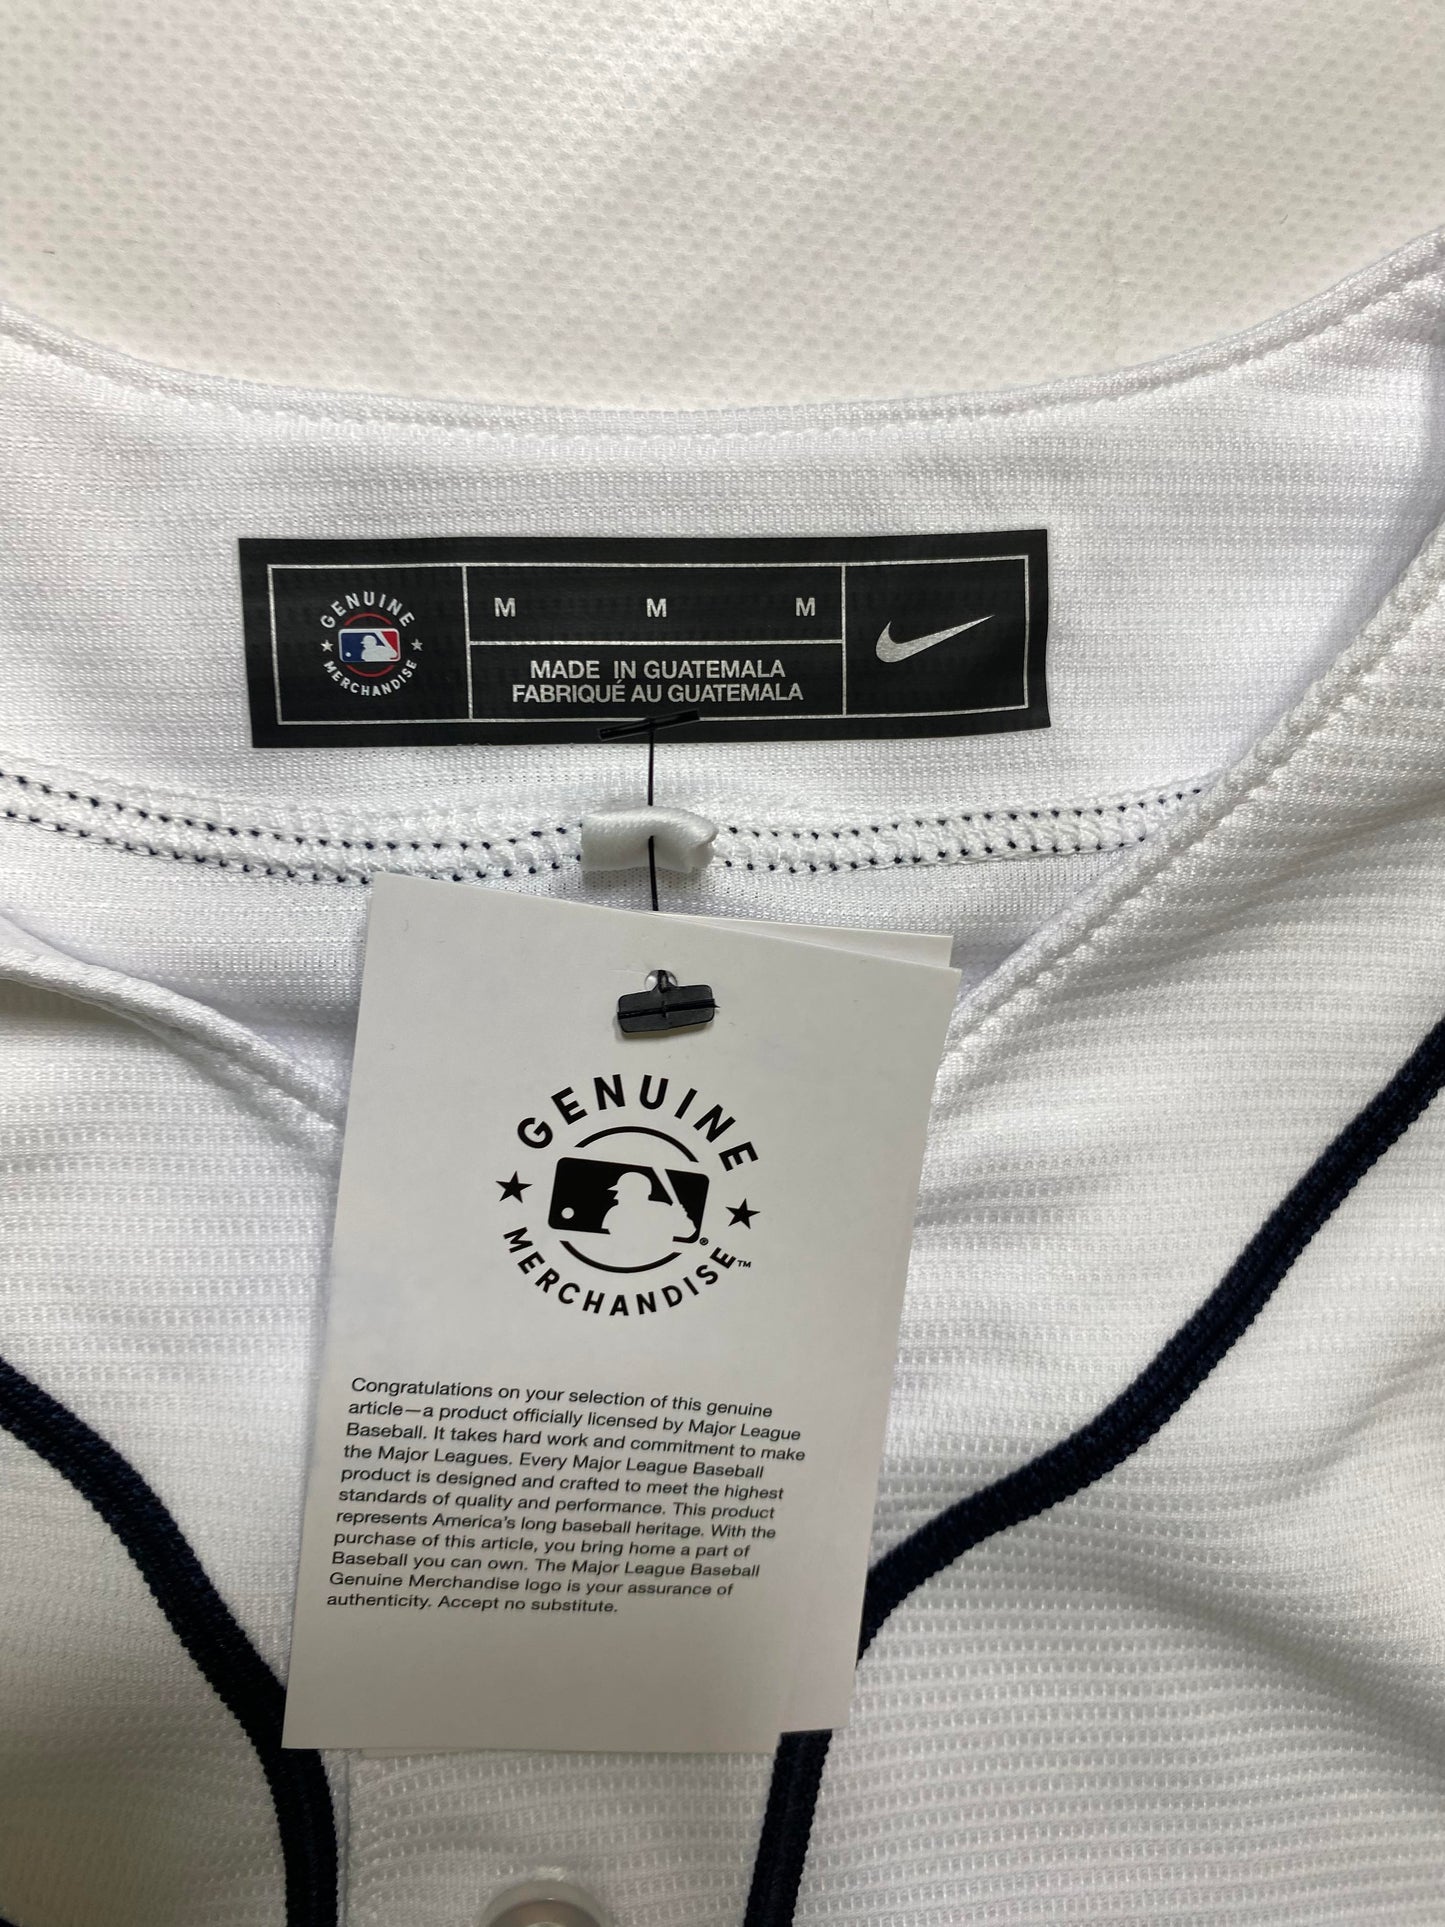 GENUINE
MERCHANDISE
M M M
MADE IN GUATEMALA
FABRIQUÉ AU GUATEMALA
GENUINE
MERCHANDISE™
®
Congratulations on your selection of this genuine
article—a product officially licensed by Major League
Baseball. It takes hard work and commitment to make
the Major Leagues. Every Major League Baseball
product is designed and crafted to meet the highest
standards of quality and performance. This product
represents America's long baseball heritage. With the
purchase of this article, you bring home a part of
Baseball you can own. The Major League Baseball
Genuine Merchandise logo is your assurance of
authenticity. Accept no substitute.